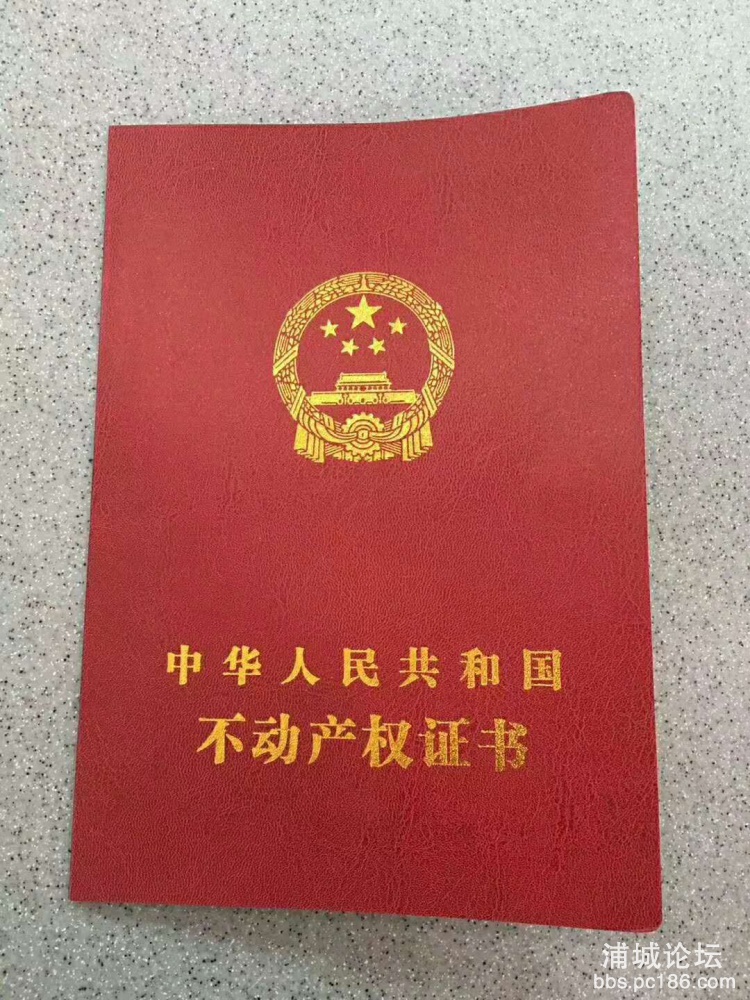 中华人民共和国
不动产权证书
浦城论坛
bbs.pc186.com